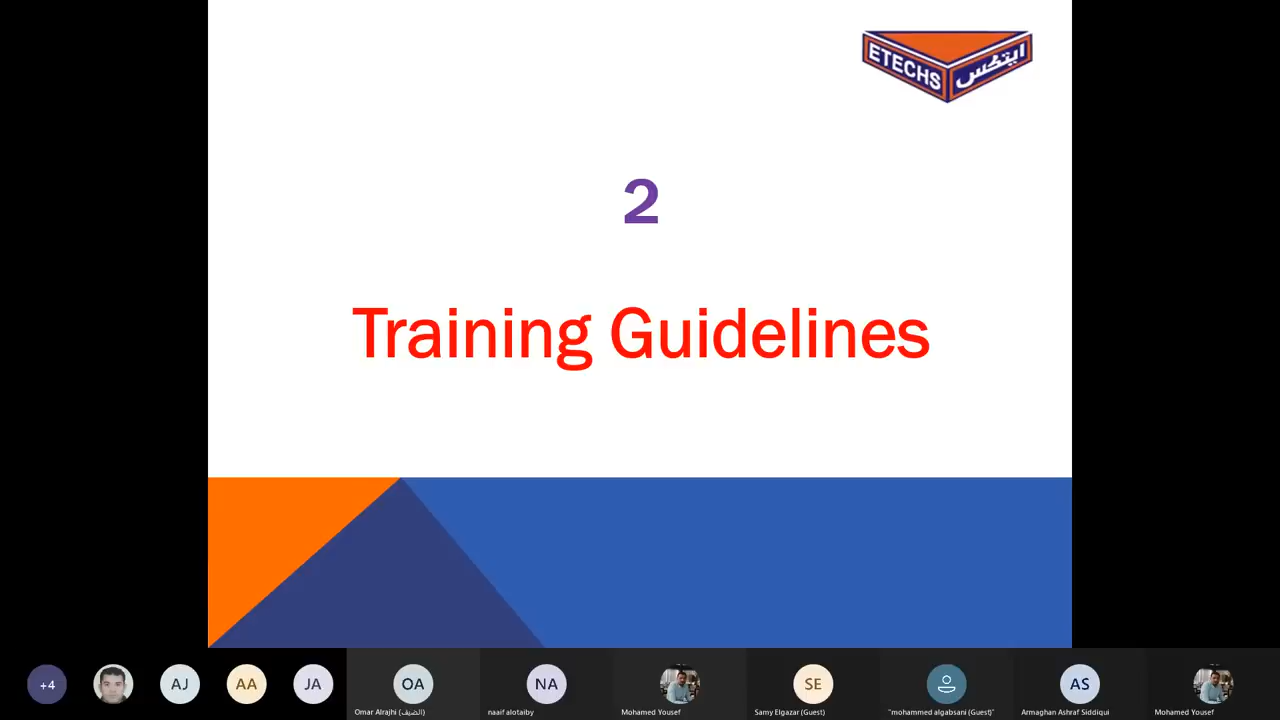 ETECHS
ايتكس
2
Training Guidelines
+4
AJ
AA
JA
OA
NA
SE
AS
Omar Alrajhi (الضيف)
naaif alotaiby
Mohamed Yousef
Samy Elgazar (Guest)
"mohammed algabsani (Guest)"
Armaghan Ashraf Siddiqui
Mohamed Yousef